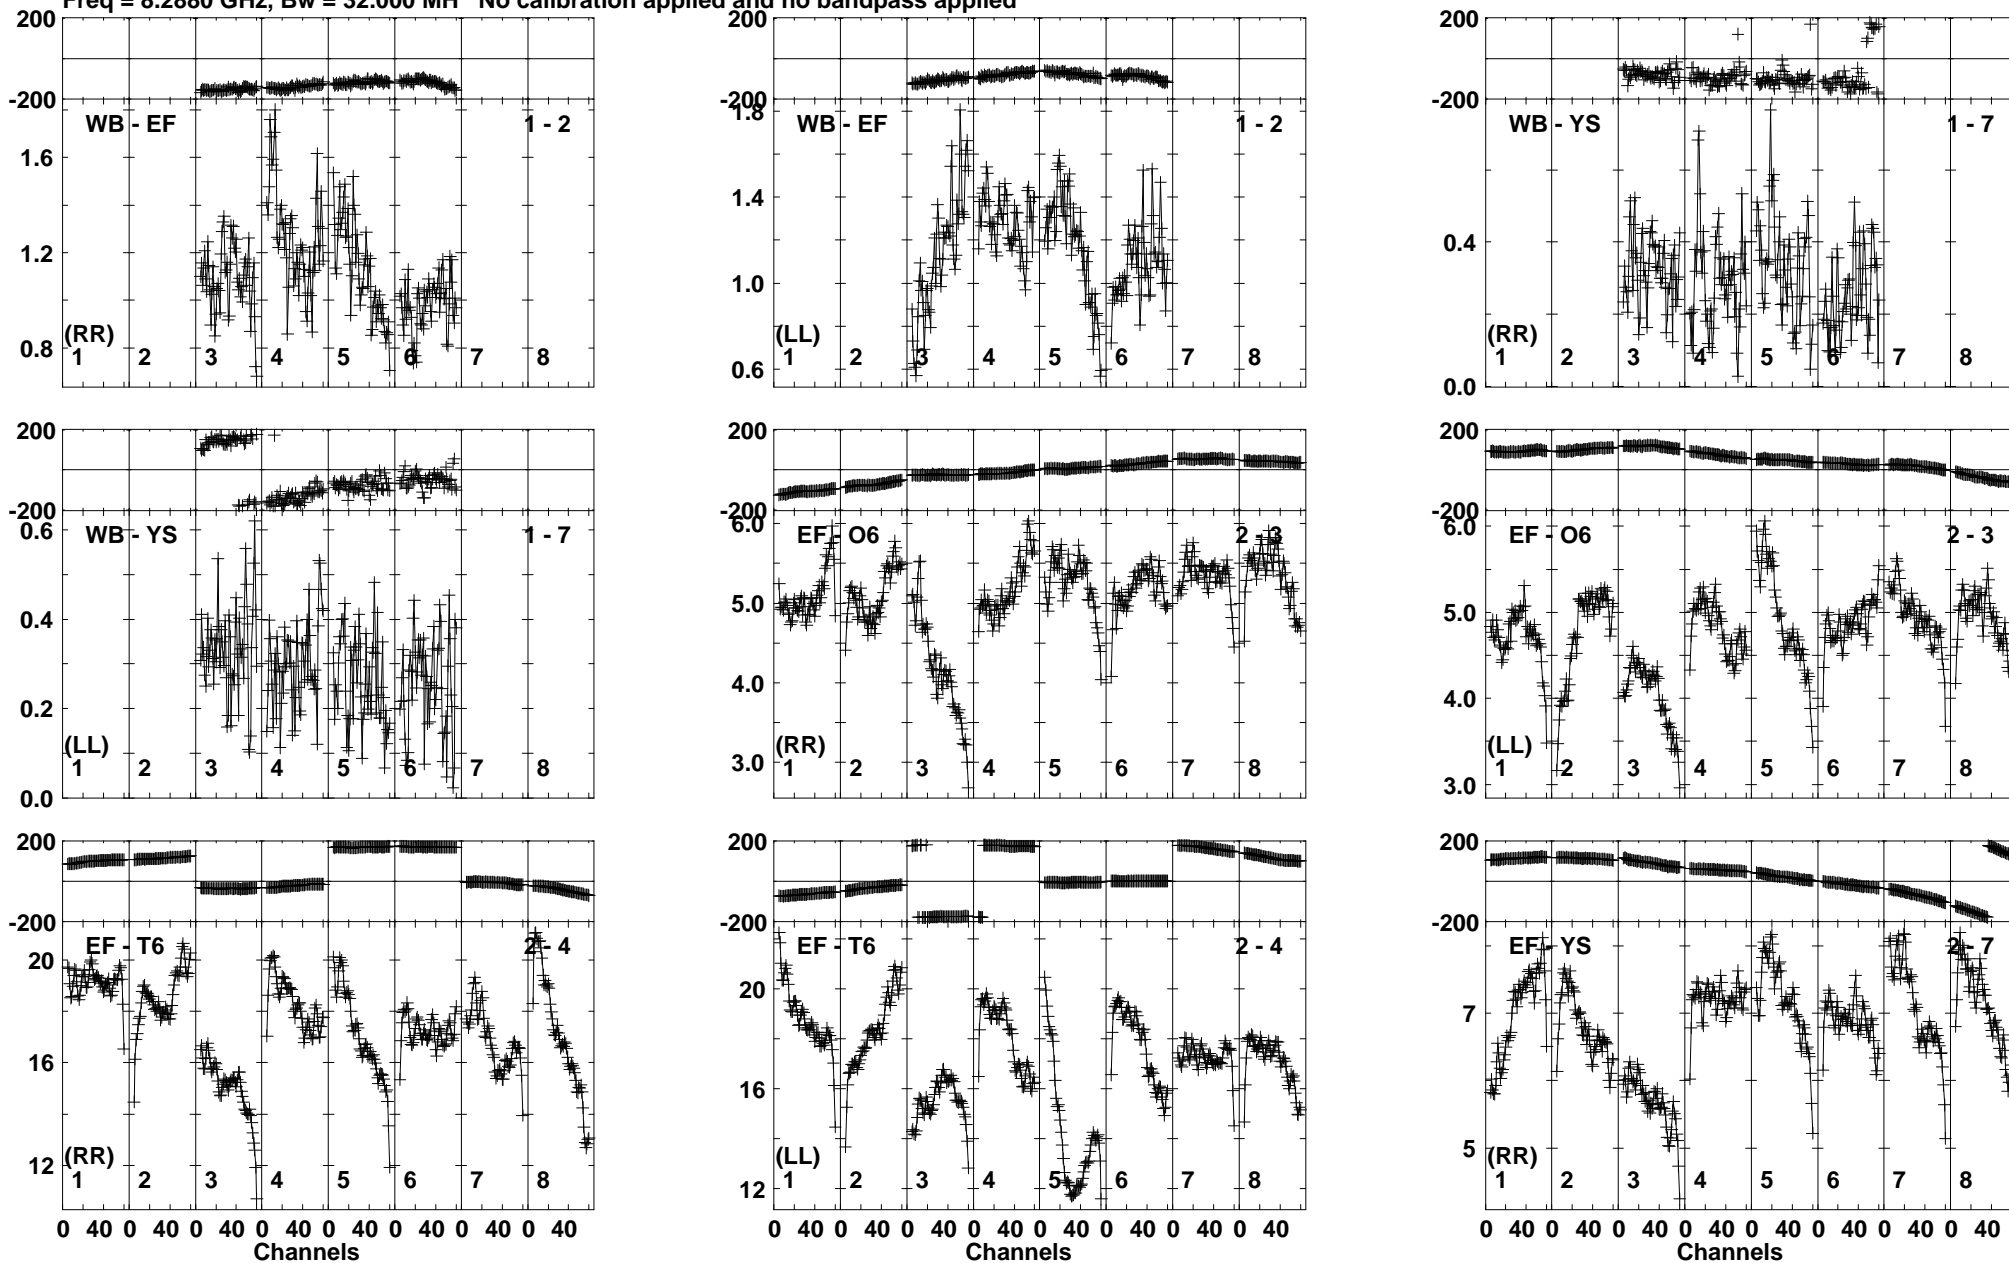 Freq = 8.2880 GHz, Bw = 32.000 MH No calibration applied and no bandpass applied
200 200 200
-200 -200 -200
WB - EF 1 - 2 1.8 WB - EF 1 - 2 WB - YS 1 - 7
1.6 1.4 0.4
1.2 1.0
(RR) (LL) (RR)
0.8 0.6 0.0
1 2 3 4 5 6 7 8 1 2 3 4 5 6 7 8 1 2 3 4 5 6 7 8
200 200 200
-200 -200 -200
0.6 WB - YS 1 - 7 6.0 EF - O6 2 - 3 6.0 EF - O6 2 - 3
0.4 5.0 5.0
0.2 4.0 4.0
(LL) (RR) (LL)
0.0 3.0 3.0
1 2 3 4 5 6 7 8 1 2 3 4 5 6 7 8 1 2 3 4 5 6 7 8
200 200 200
-200 -200 -200
20 EF - T6 2 - 4 20 EF - T6 2 - 4 7 EF - YS 2 - 7
16 16 5
12 12
(RR) (LL) (RR)
1 2 3 4 5 6 7 8 1 2 3 4 5 6 7 8 1 2 3 4 5 6 7 8
0 40 0 40 0 40 0 40 0 40 0 40 0 40 0 40 0 40 0 40 0 40 0 40 0 40 0 40 0 40 0 40 0 40 0 40 0 40 0 40 0 40 0 40 0 40 0 40
Channels Channels Channels